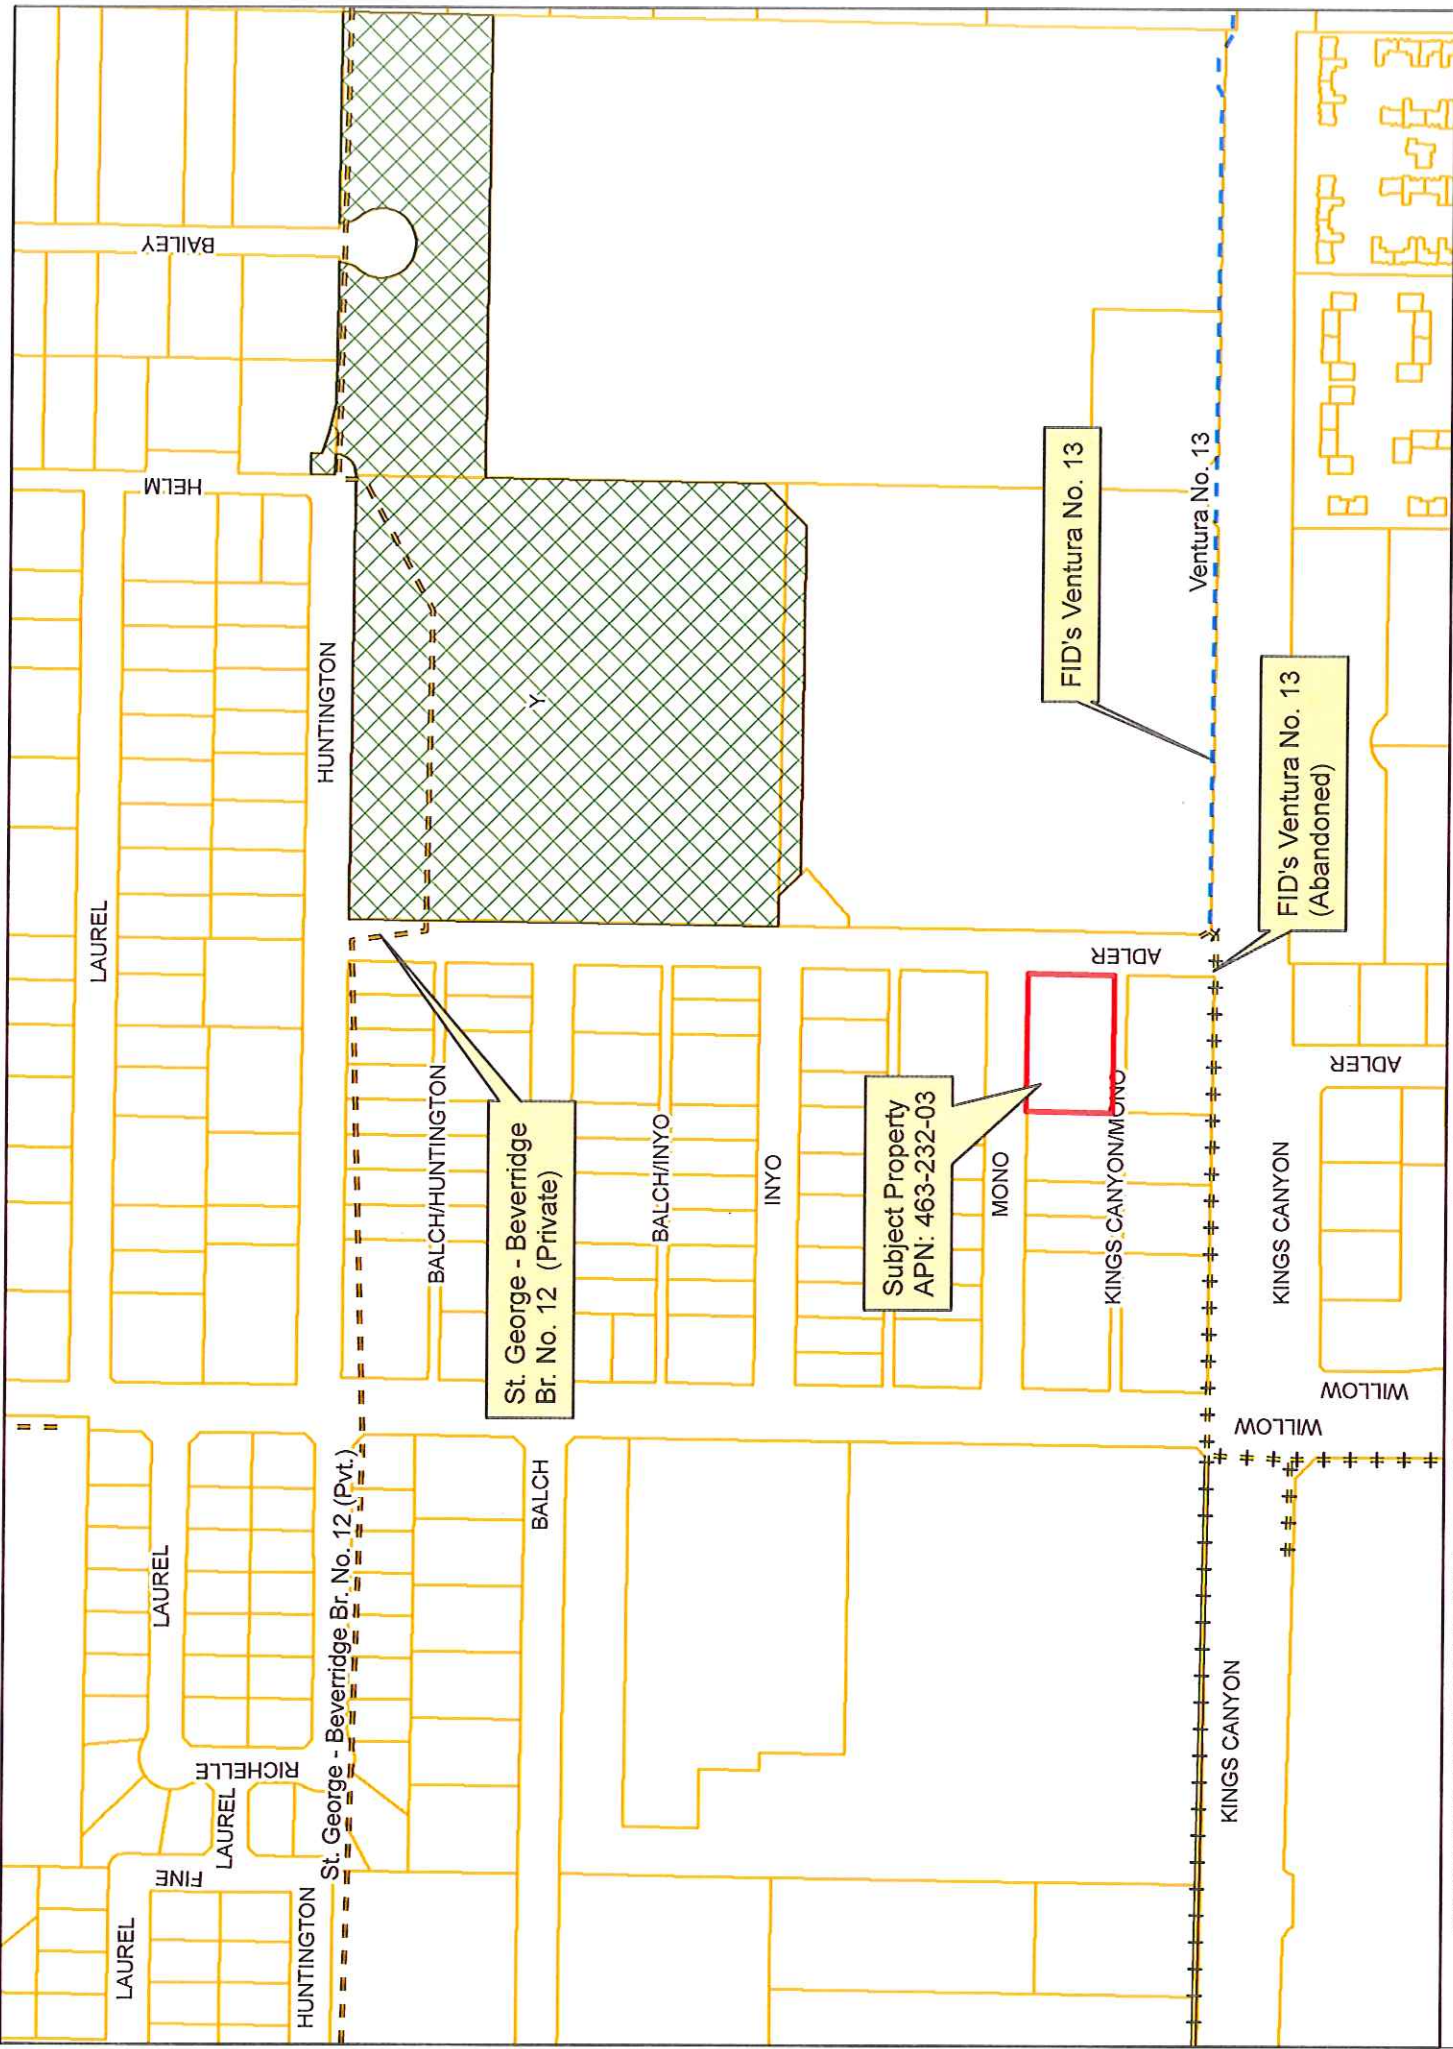 LAUREL
LAUREL
FINE
LAUREL
RICHELLE
HUNTINGTON
St. George - Beverridge Br. No. 12 (Pvt.)
LAUREL
HUNTINGTON
HELM
BAILEY
BALCH
BALCH/HUNTINGTON
St. George - Beverridge
Br. No. 12 (Private)
Y
BALCH/INYO
INYO
Subject Property
APN: 463-232-03
MONO
KINGS CANYON/MONO
ADLER
FID's Ventura No. 13
Ventura No. 13
KINGS CANYON
WILLOW
WILLOW
KINGS CANYON
ADLER
FID's Ventura No. 13
(Abandoned)